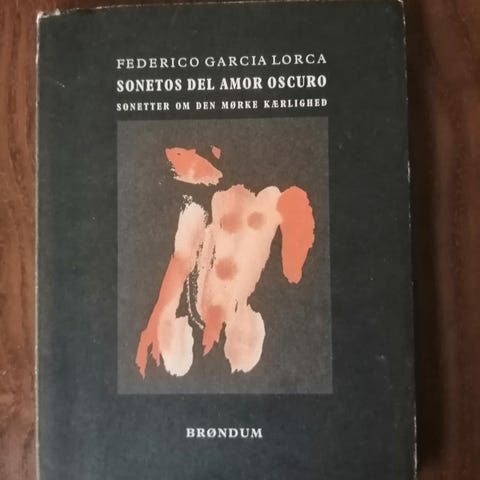 FEDERICO GARCIA LORCA
SONETOS DEL AMOR OSCURO
SONETTER OM DEN MØRKE KÆRLIGHED
BRØNDUM